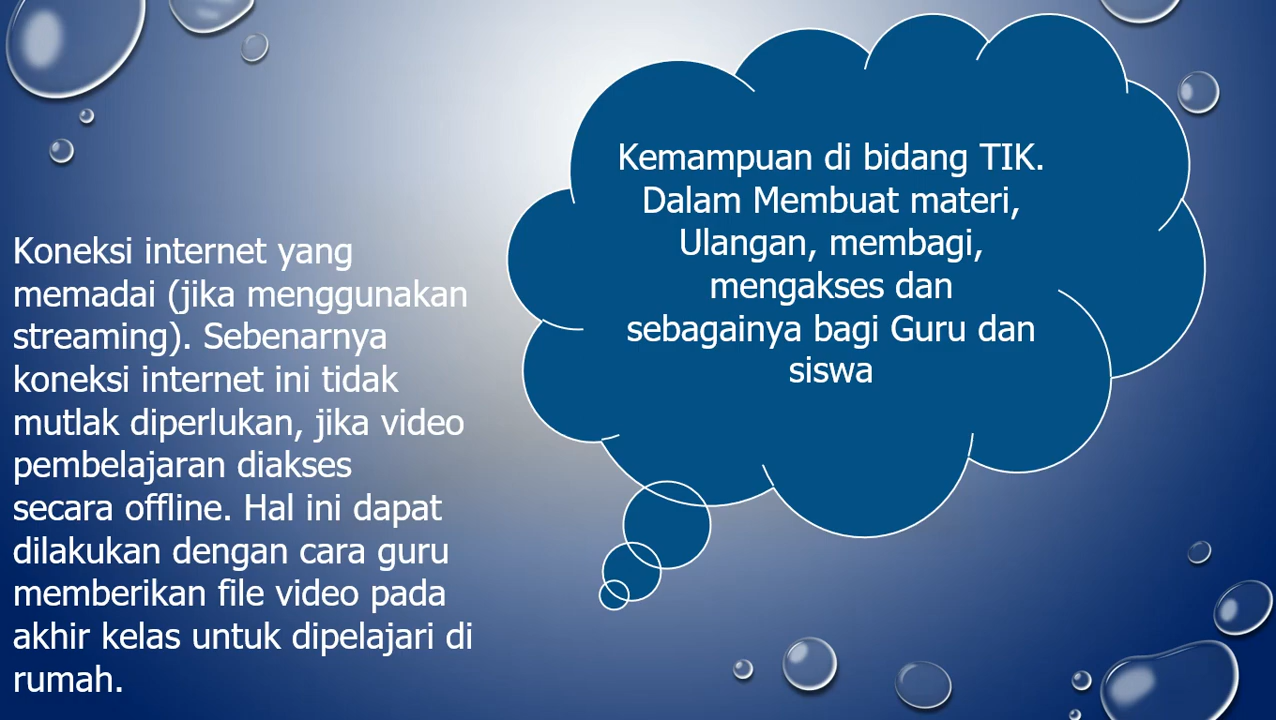 Koneksi internet yang
memadai (jika menggunakan
streaming). Sebenarnya
koneksi internet ini tidak
mutlak diperlukan, jika video
pembelajaran diakses
secara offline. Hal ini dapat
dilakukan dengan cara guru
memberikan file video pada
akhir kelas untuk dipelajari di
rumah.
Kemampuan di bidang TIK.
Dalam Membuat materi,
Ulangan, membagi,
mengakses dan
sebagainya bagi Guru dan
siswa